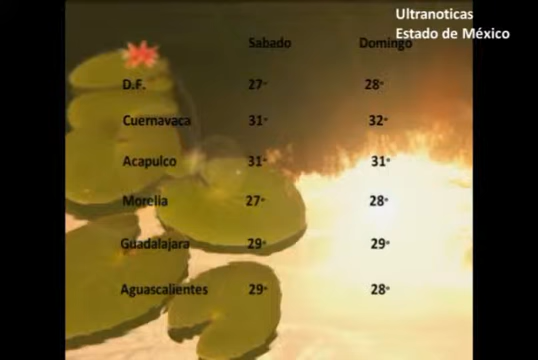 Ultranoticas
Estado de México
Sabado Domingo
D.F. 27° 28°
Cuernavaca 31° 32°
Acapulco 31° 31°
Morelia 27° 28°
Guadalajara 29° 29°
Aguascalientes 29° 28°